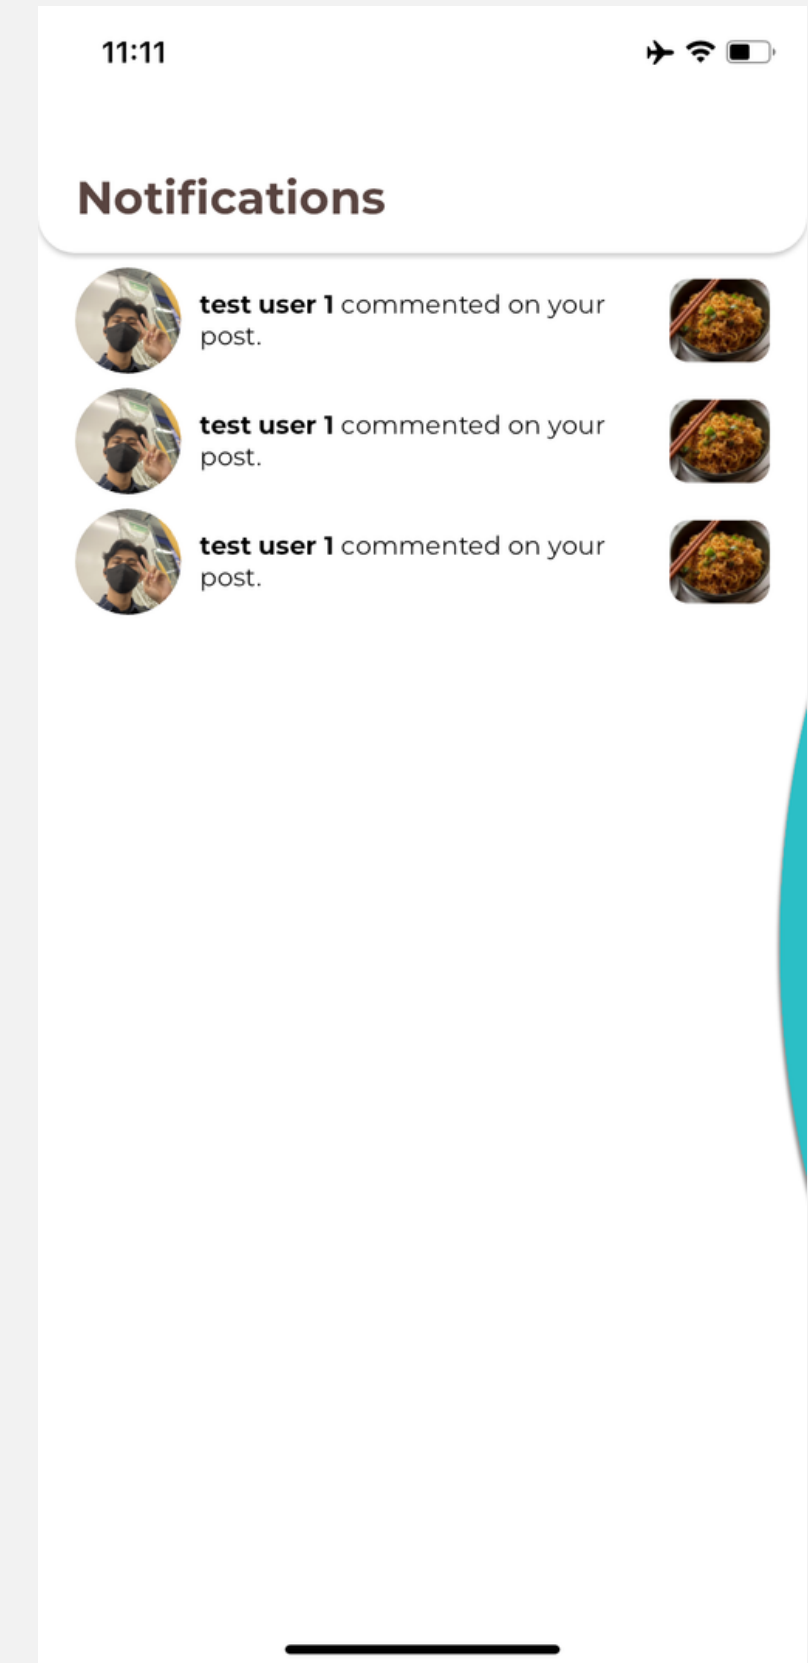 11:11
Notifications
test user 1 commented on your
post.
test user 1 commented on your
post.
test user 1 commented on your
post.